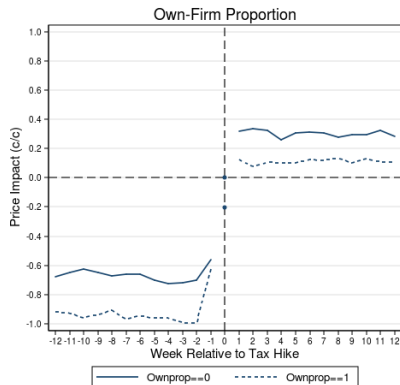 Own-Firm Proportion
Price Impact (c/c)
1.0
0.8
0.6
0.4
0.2
0.0
-0.2
-0.4
-0.6
-0.8
-1.0
-12 -11 -10 -9 -8 -7 -6 -5 -4 -3 -2 -1 0 1 2 3 4 5 6 7 8 9 10 11 12
Week Relative to Tax Hike
Ownprop==0 Ownprop==1